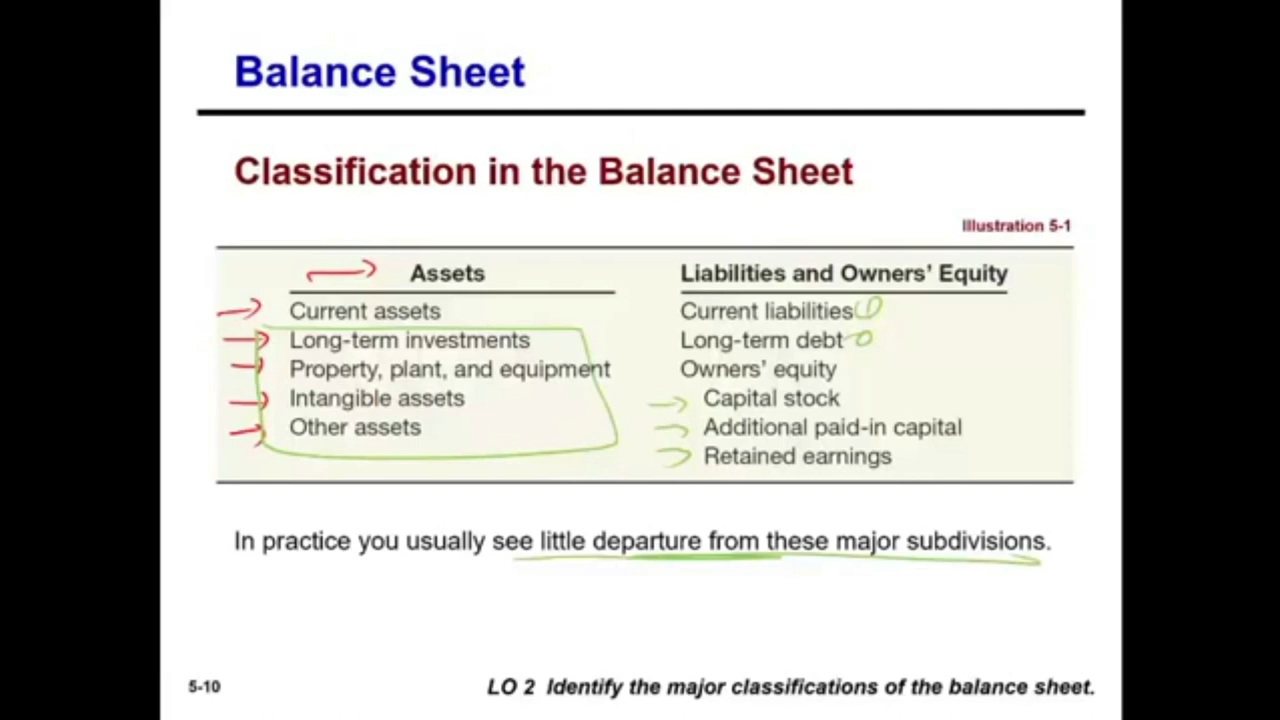 Balance Sheet
Classification in the Balance Sheet
Illustration 5-1
Assets
Current assets
Long-term investments
Property, plant, and equipment
Intangible assets
Other assets
Liabilities and Owners’ Equity
Current liabilities
Long-term debt
Owners’ equity
Capital stock
Additional paid-in capital
Retained earnings
In practice you usually see little departure from these major subdivisions.
5-10
LO 2 Identify the major classifications of the balance sheet.